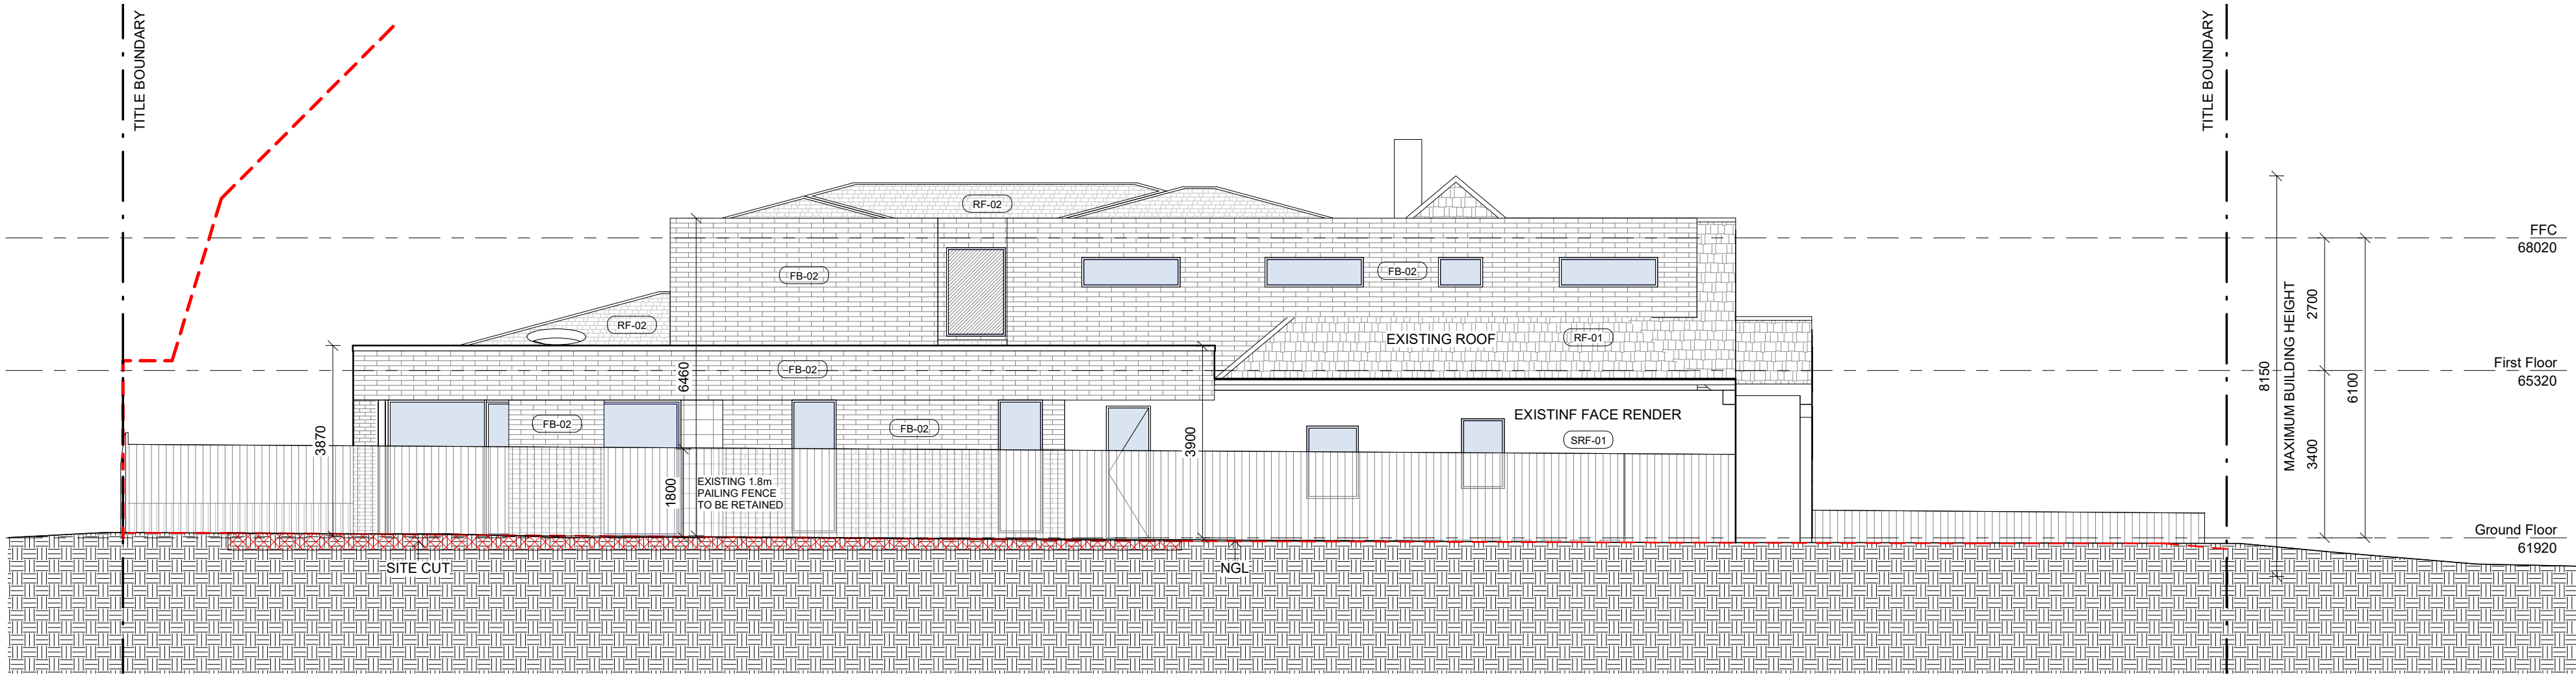 TITLE BOUNDARY
TITLE BOUNDARY
RF-02
FFC
68020
FB-02
FB-02
2700
RF-02
EXISTING ROOF
RF-01
MAXIMUM BUILDING HEIGHT
8150
First Floor
65320
6460
FB-02
6100
FB-02
FB-02
EXISTINF FACE RENDER
SRF-01
3870
3900
3400
1800
EXISTING 1.8m
PAILING FENCE
TO BE RETAINED
Ground Floor
61920
SITE CUT
NGL